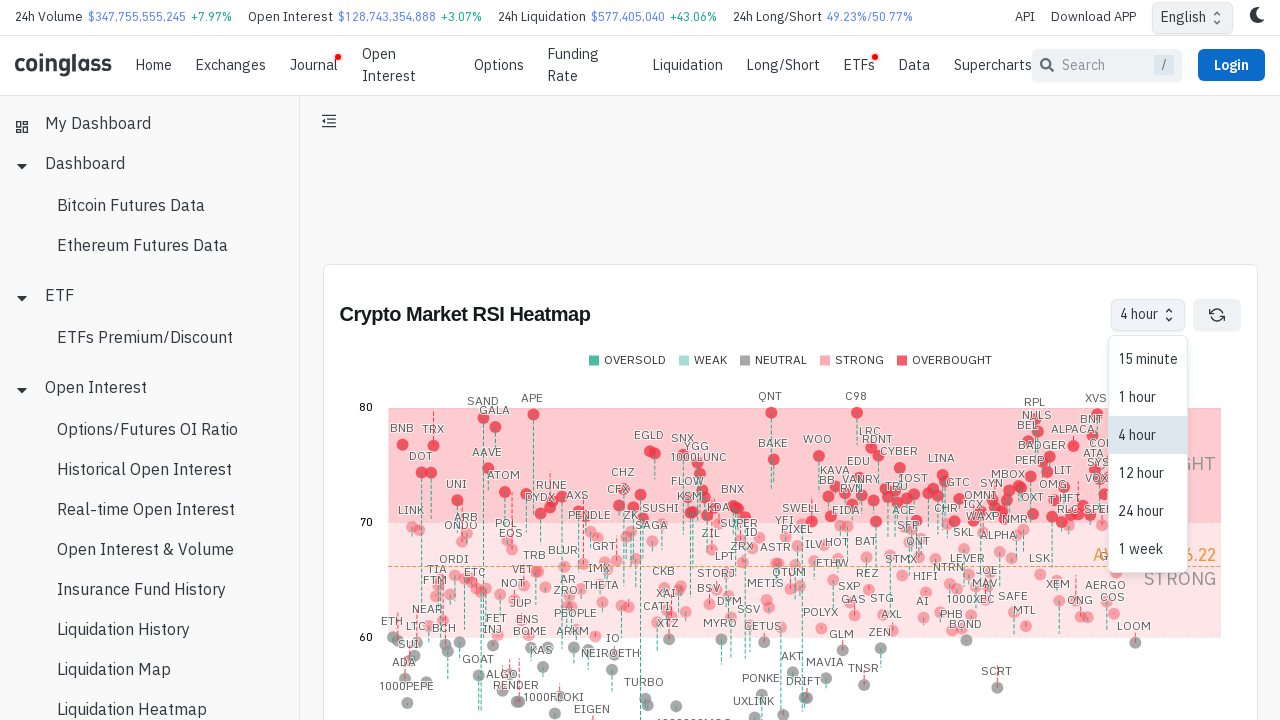 24h Volume $347,755,555,245 +7.97% Open Interest $128,743,354,888 +3.07% 24h Liquidation $577,405,040 +43.06% 24h Long/Short 49.23%/50.77% API Download APP English
coinglass Home Exchanges Journal Open Interest Options Funding Rate Liquidation Long/Short ETFs Data Supercharts Search / Login
My Dashboard
Dashboard
Bitcoin Futures Data
Ethereum Futures Data
ETF
ETFs Premium/Discount
Open Interest
Options/Futures OI Ratio
Historical Open Interest
Real-time Open Interest
Open Interest & Volume
Insurance Fund History
Liquidation History
Liquidation Map
Liquidation Heatmap
Crypto Market RSI Heatmap
4 hour
15 minute
1 hour
4 hour
12 hour
24 hour
1 week
OVERSOLD WEAK NEUTRAL STRONG OVERBOUGHT
SAND APE QNT C98 RPL XVS
80
GALA
NULS
BNB TRX BEL BNT
EGLD LRC ALPACA
SNX WOO RDNT
YGG BAKE BADGER
DOT AAVE 1000LUNC CYBER
EDU LINA PERP ATA
CHZ KAVA LIT SYS
ATOM FLOW BB VANRY IOST GTC MBOX VOX
UNI RUNE BNX RVN TRU SYN OMG
CFX AXS KSM OMNI OXT HFT
LINK DYDX PENDLE SUSHI KDA SWELL FIDA ACE CHR IGX RLC SPELL
ARB ZK WAXP NMR
70
ONDO POL SAGA SUPER YFI SFP
EOS ZIL ID PIXEL SKL ALPHA
BLUR GRT ZRX ASTR ILV HOT BAT QNT
ORDI TRB LPT ETHW STMX LEVER LSK
TIA ETC VET IMX CKB STORJ QTUM REZ HIFI NTRN JOE
FTM NOT AR THETA BSV METIS SXP MAV XEM AERGO
ZRO XAI DYM GAS STG AI 1000XEC SAFE ONG COS
NEAR JUP PEOPLE CATI SSV POLYX AXL PHB MTL
ETH LTC BCH FET ENS XTZ MYRO CETUS BOND LOOM
INJ BOME ARKM GLM ZEN
60
SUI KAS IO
ADA GOAT NEIROETH AKT MAVIA TNSR SCRT
ALGO
1000PEPE RENDER TURBO PONKE DRIFT
1000FLOKI UXLINK
EIGEN
STRONG